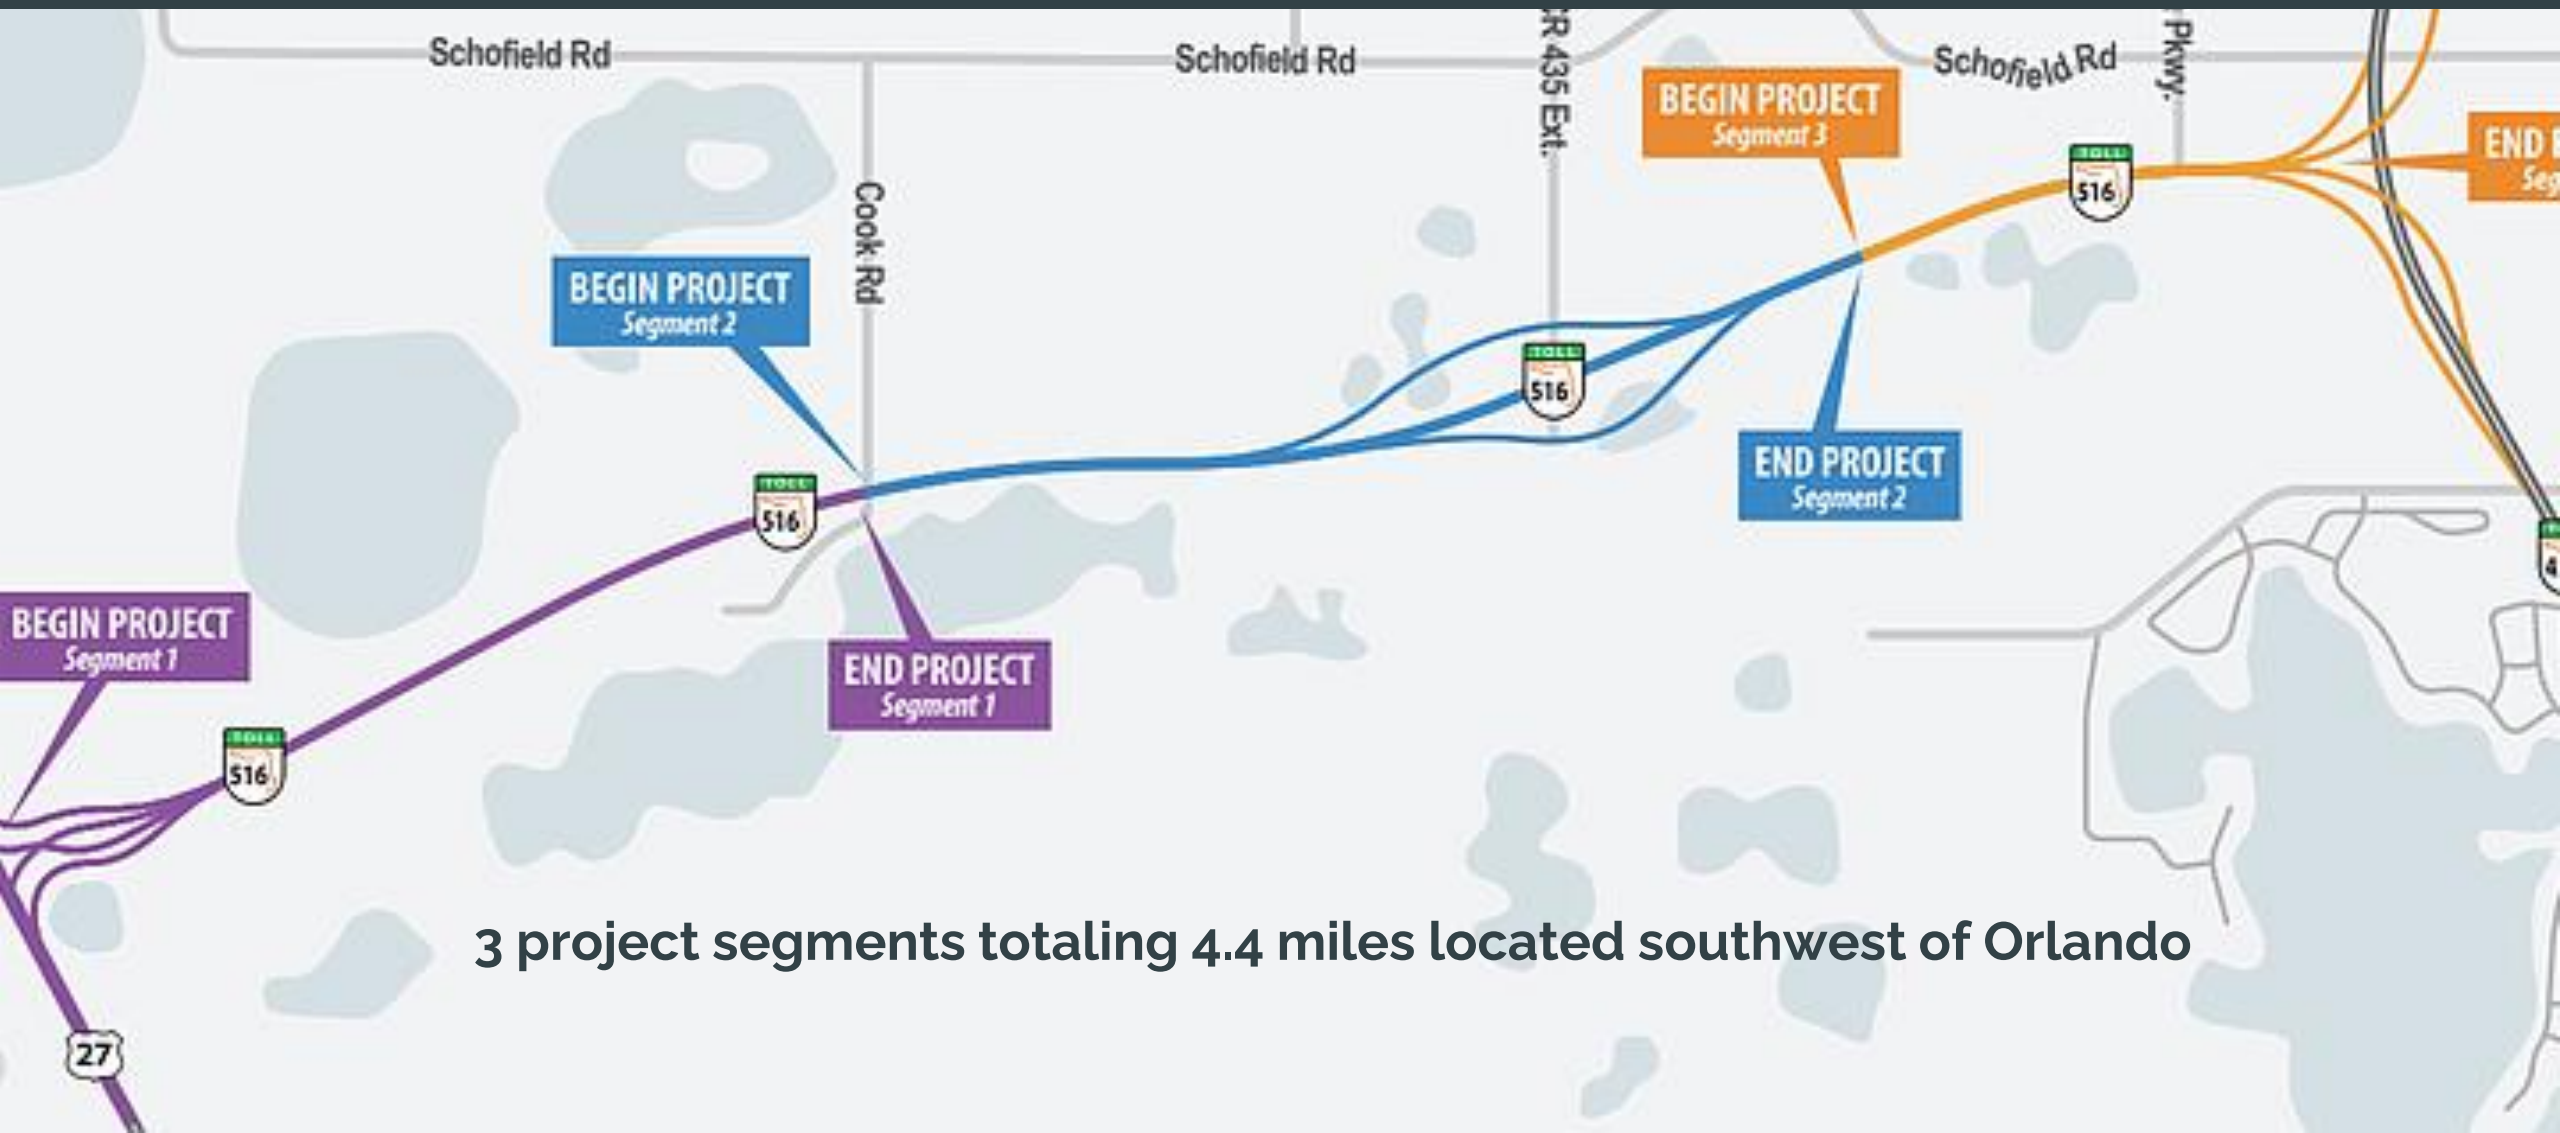 Schofield Rd
Schofield Rd
CR 435 Ext.
Schofield Rd
Pkwy.
BEGIN PROJECT
Segment 3
END
TOLL
516
Cook Rd
BEGIN PROJECT
Segment 2
TOLL
516
END PROJECT
Segment 2
TOLL
516
BEGIN PROJECT
Segment 1
END PROJECT
Segment 1
TOLL
516
3 project segments totaling 4.4 miles located southwest of Orlando
27